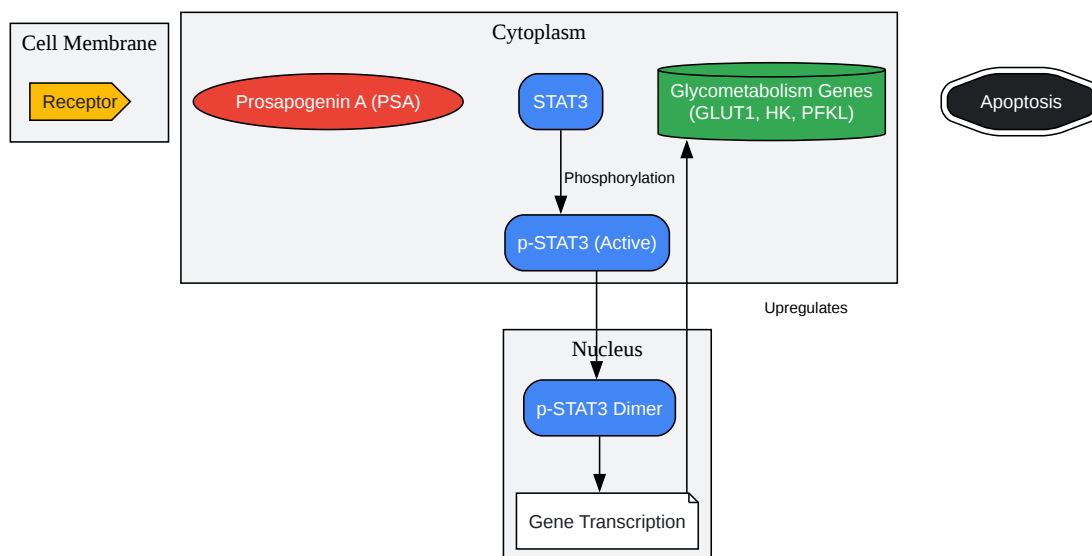 Cell Membrane
Receptor
Cytoplasm
Prosapogenin A (PSA)
STAT3
Glycometabolism Genes
(GLUT1, HK, PFKL)
Apoptosis
Phosphorylation
p-STAT3 (Active)
Upregulates
Nucleus
p-STAT3 Dimer
Gene Transcription